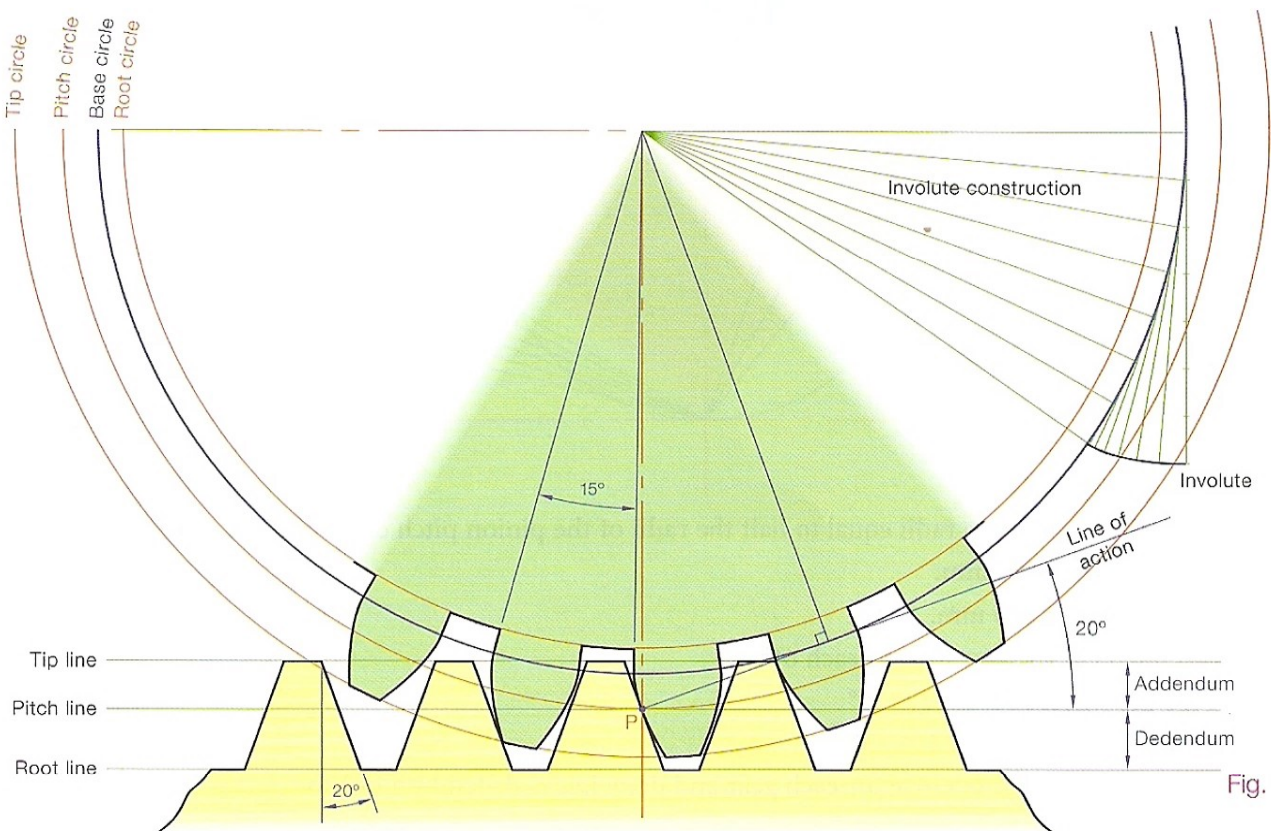 Tip circle
Pitch circle
Base circle
Root circle
Involute construction
Involute
15°
Line of
action
20°
Tip line
Pitch line
Root line
P
Addendum
Dedendum
20°
Fig.